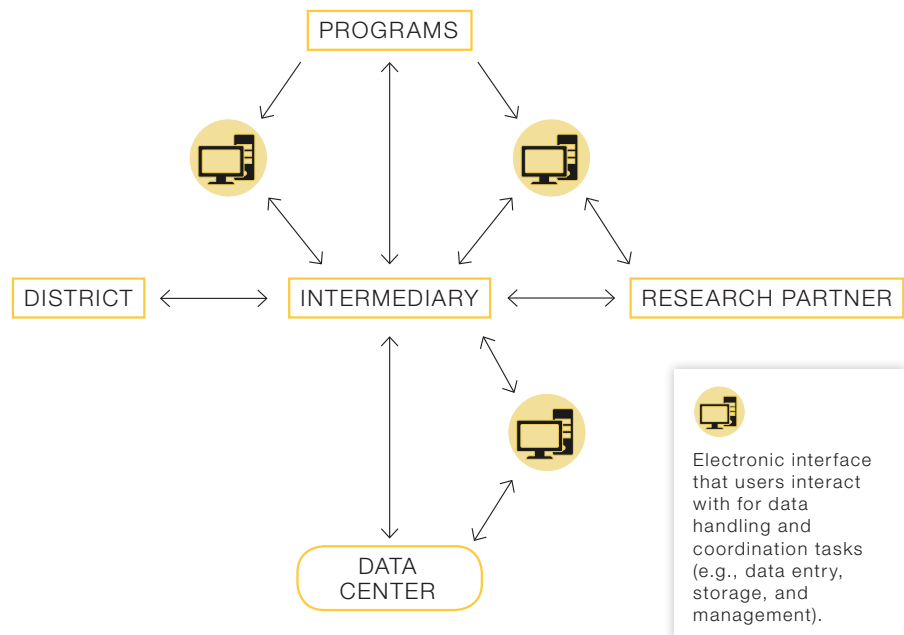 PROGRAMS
DISTRICT
INTERMEDIARY
RESEARCH PARTNER
Electronic interface
that users interact
with for data
handling and
coordination tasks
(e.g., data entry,
storage, and
management).
DATA
CENTER